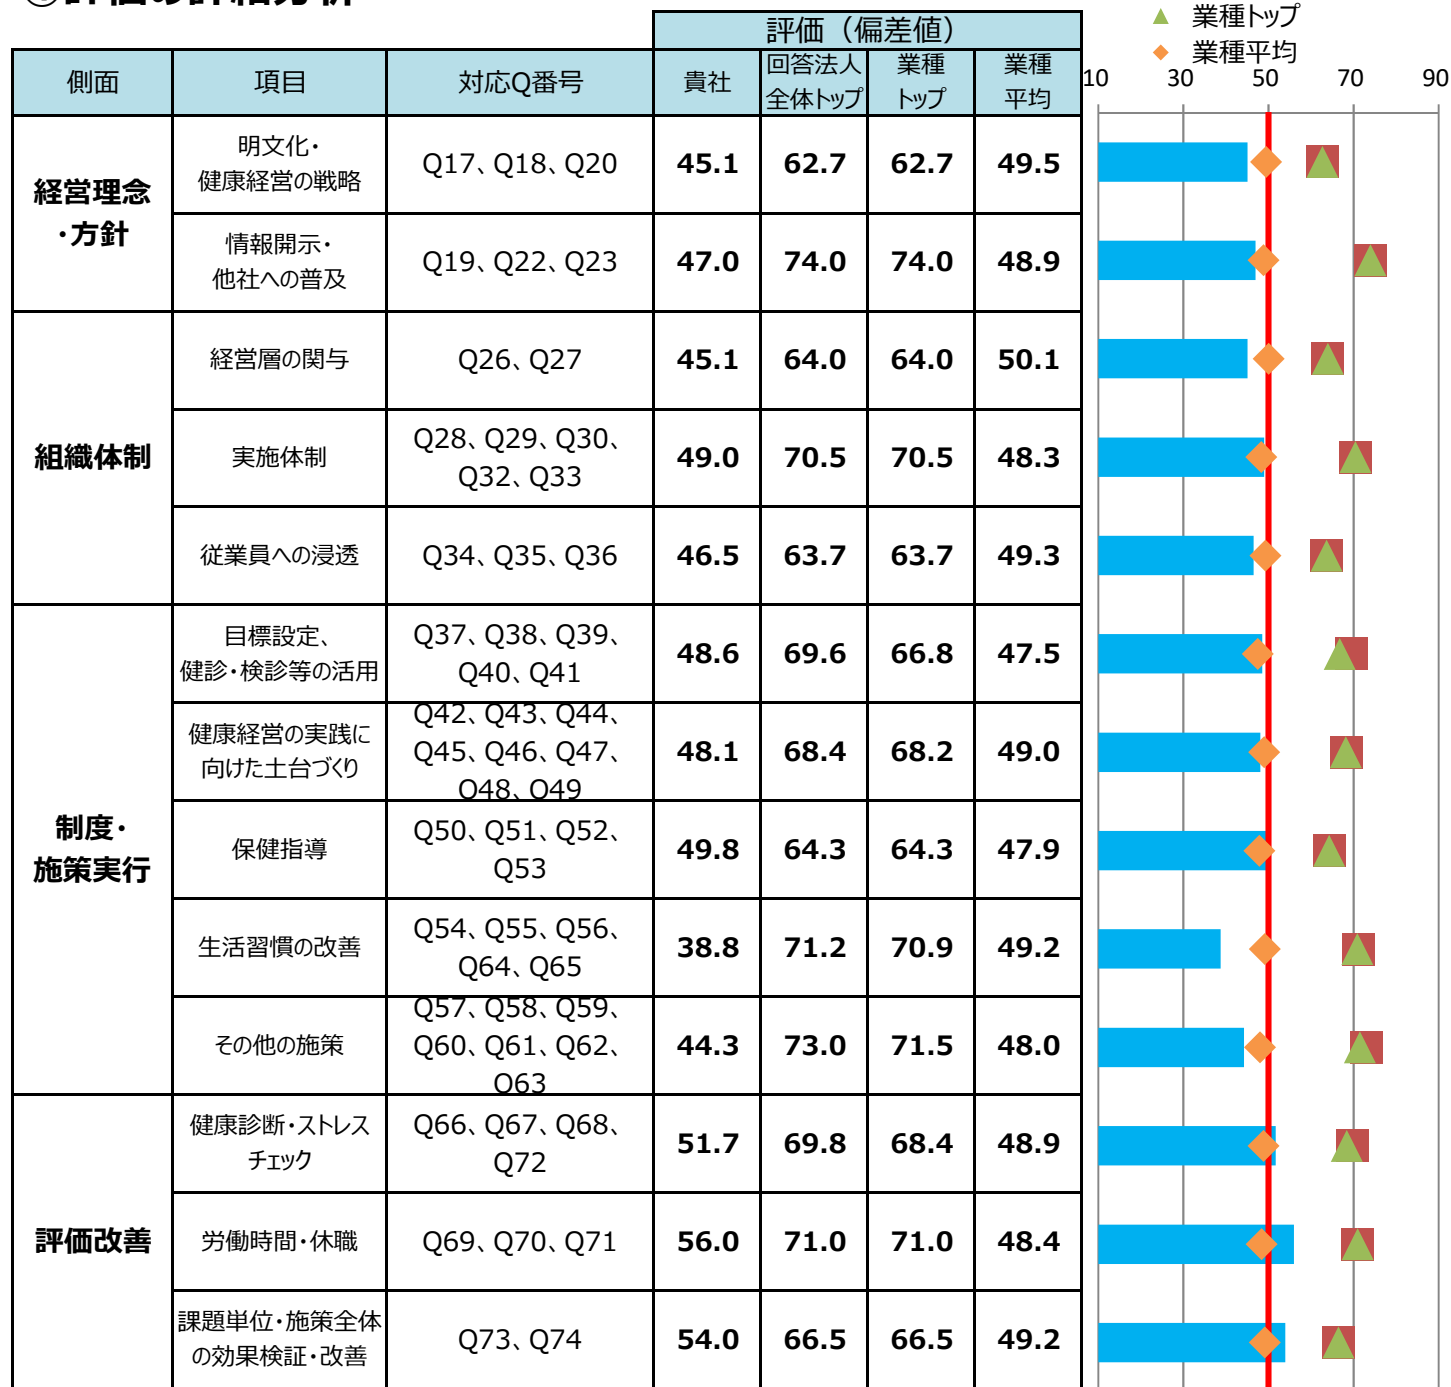 ①評価の詳細分析
評価（偏差値）
▲ 業種トップ
◆ 業種平均
側面 項目 対応Q番号 貴社 回答法人 業種 業種
全体トップ トップ 平均
10 30 50 70 90
経営理念
・方針
明文化・
健康経営の戦略
Q17、Q18、Q20 45.1 62.7 62.7 49.5
情報開示・
他社への普及
Q19、Q22、Q23 47.0 74.0 74.0 48.9
組織体制
経営層の関与 Q26、Q27 45.1 64.0 64.0 50.1
実施体制
Q28、Q29、Q30、
Q32、Q33
49.0 70.5 70.5 48.3
従業員への浸透 Q34、Q35、Q36 46.5 63.7 63.7 49.3
制度・
施策実行
目標設定、
健診・検診等の活用
Q37、Q38、Q39、
Q40、Q41
48.6 69.6 66.8 47.5
健康経営の実践に
向けた土台づくり
Q42、Q43、Q44、
Q45、Q46、Q47、
Q48、Q49
48.1 68.4 68.2 49.0
保健指導
Q50、Q51、Q52、
Q53
49.8 64.3 64.3 47.9
生活習慣の改善
Q54、Q55、Q56、
Q64、Q65
38.8 71.2 70.9 49.2
その他の施策
Q57、Q58、Q59、
Q60、Q61、Q62、
Q63
44.3 73.0 71.5 48.0
評価改善
健康診断・ストレス
チェック
Q66、Q67、Q68、
Q72
51.7 69.8 68.4 48.9
労働時間・休職 Q69、Q70、Q71 56.0 71.0 71.0 48.4
課題単位・施策全体
の効果検証・改善
Q73、Q74 54.0 66.5 66.5 49.2